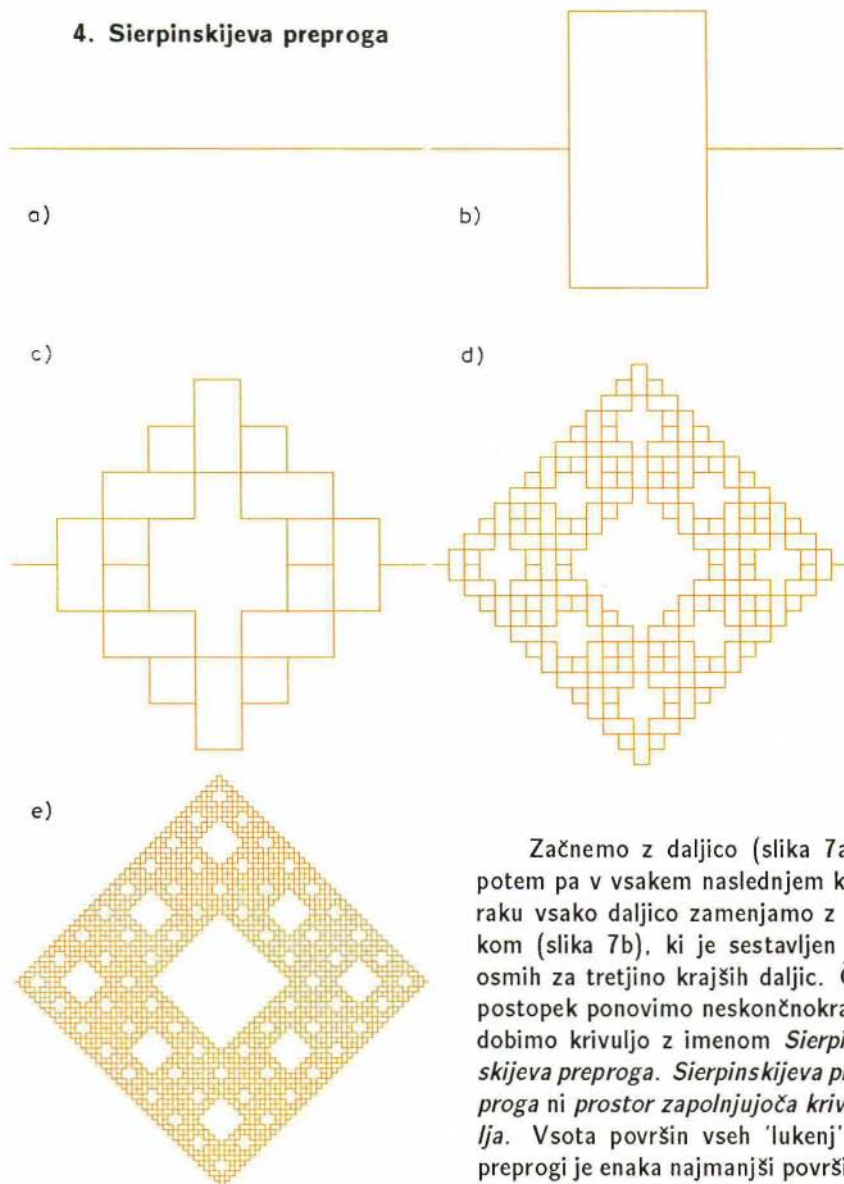 4. Sierpinskijeva preproga
a)
b)
c)
d)
e)
Začnemo z daljico (slika 7a
potem pa v vsakem naslednjem k
raku vsako daljico zamenjamo z
kom (slika 7b), ki je sestavljen
osmih za tretjino krajših daljic.
postopek ponovimo neskončnokra
dobimo krivuljo z imenom Sierpi
skijeva preproga. Sierpinskijeva p
proga ni prostor zapolnjujoča kriv
lja. Vsota površin vseh 'lukenj'
preprogi je enaka najmanjši površi